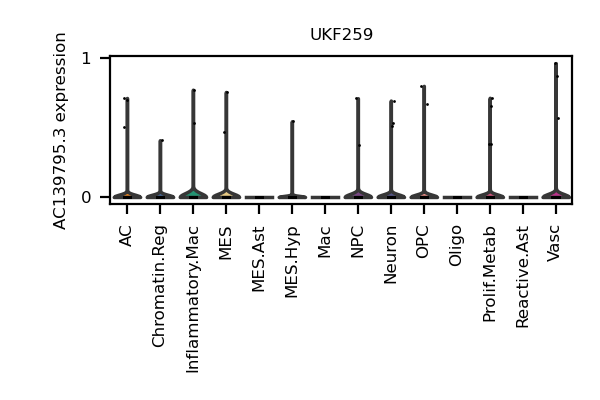 UKF259
AC139795.3 expression
1
0
AC
Chromatin.Reg
Inflammatory.Mac
MES
MES.Ast
MES.Hyp
Mac
NPC
Neuron
OPC
Oligo
Prolif.Metab
Reactive.Ast
Vasc